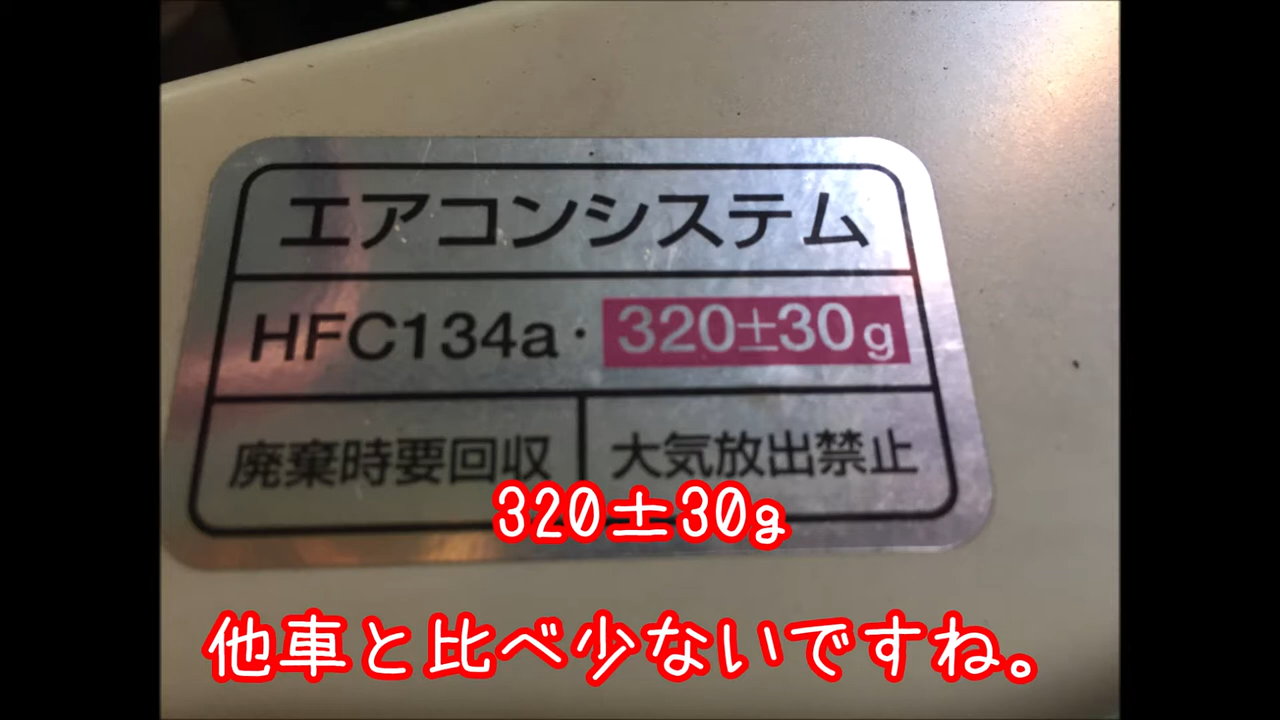 エアコンシステム
HFC134a・320±30g
廃棄時要回収 大気放出禁止
320±30g
他車と比べ少ないですね。